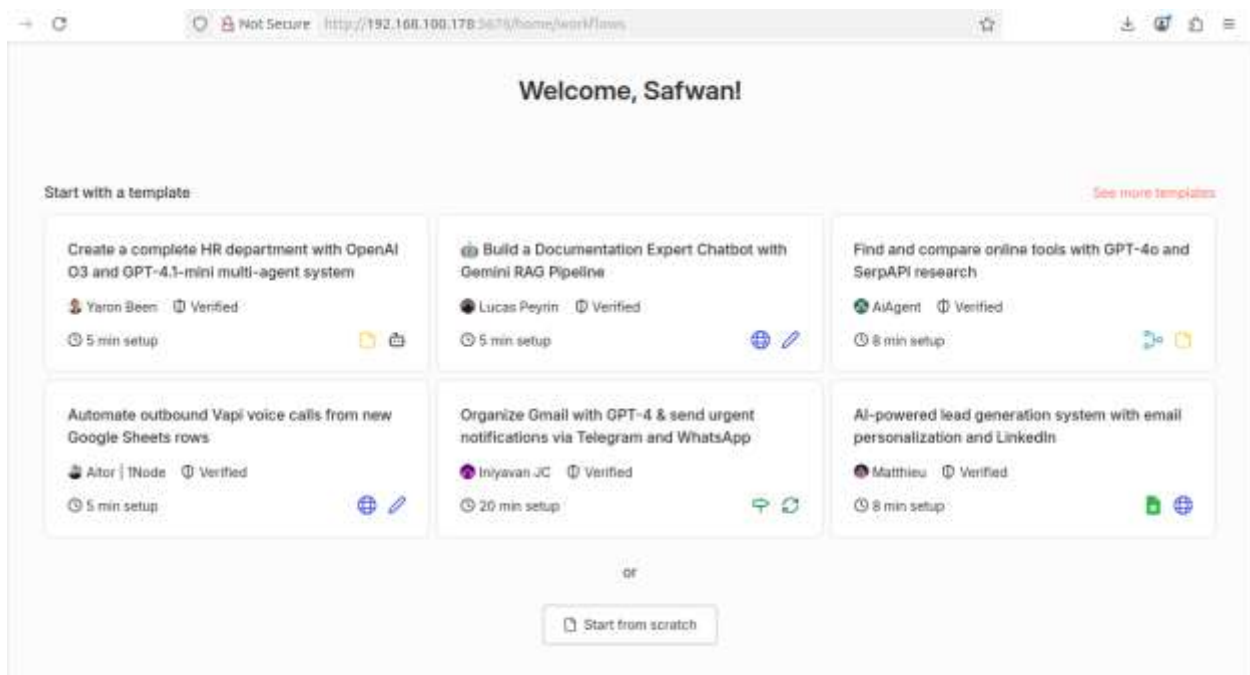 Not Secure http://192.168.100.178:5678/home/workflows
Welcome, Safwan!
Start with a template
See more templates
Create a complete HR department with OpenAI
O3 and GPT-4.1-mini multi-agent system
Yaron Been Verified
5 min setup
🤖 Build a Documentation Expert Chatbot with
Gemini RAG Pipeline
Lucas Peyrin Verified
5 min setup
Find and compare online tools with GPT-4o and
SerpAPI research
AiAgent Verified
8 min setup
Automate outbound Vapi voice calls from new
Google Sheets rows
Aitor | 1Node Verified
5 min setup
Organize Gmail with GPT-4 & send urgent
notifications via Telegram and WhatsApp
Iniyavan JC Verified
20 min setup
AI-powered lead generation system with email
personalization and LinkedIn
Matthieu Verified
8 min setup
or
Start from scratch